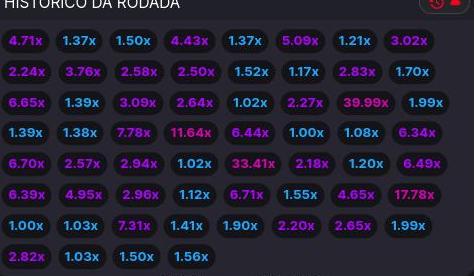 HISTÓRICO DA RODADA
4.71x 1.37x 1.50x 4.43x 1.37x 5.09x 1.21x 3.02x
2.24x 3.76x 2.58x 2.50x 1.52x 1.17x 2.83x 1.70x
6.65x 1.39x 3.09x 2.64x 1.02x 2.27x 39.99x 1.99x
1.39x 1.38x 7.78x 11.64x 6.44x 1.00x 1.08x 6.34x
6.70x 2.57x 2.94x 1.02x 33.41x 2.18x 1.20x 6.49x
6.39x 4.95x 2.96x 1.12x 6.71x 1.55x 4.65x 17.78x
1.00x 1.03x 7.31x 1.41x 1.90x 2.20x 2.65x 1.99x
2.82x 1.03x 1.50x 1.56x